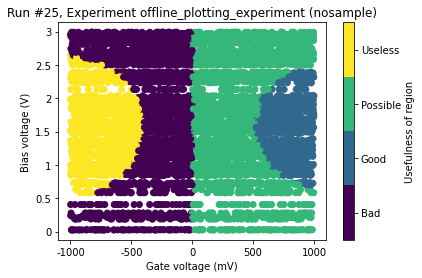 Run #25, Experiment offline_plotting_experiment (nosample)
3
2.5
2
1.5
1
0.5
0
Bias voltage (V)
-1000
-500
0
500
1000
Gate voltage (mV)
Useless
Possible
Good
Bad
Usefulness of region